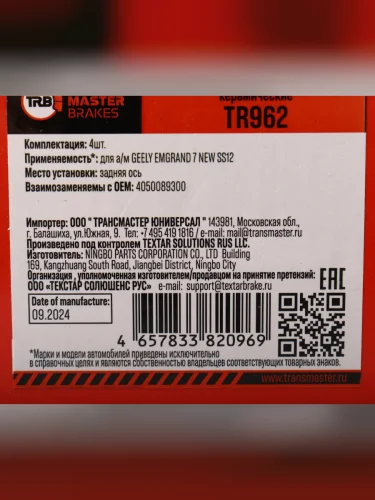 TRB MASTER
BRAKES
керамические
TR962
Комплектация: 4шт.
Применяемость*: для а/м GEELY EMGRAND 7 NEW SS12
Место установки: задняя ось
Взаимозаменяемы с OEM: 4050089300
Импортер: ООО "ТРАНСМАСТЕР ЮНИВЕРСАЛ" 143981, Московская обл.,
г. Балашиха, ул.Южная, 9. Тел: +7 495 419 1816 / e-mail: mail@transmaster.ru
Произведено под контролем TEXTAR SOLUTIONS RUS LLC.
Изготовитель: NINGBO PARTS CORPORATION CO., LTD Building
169, Kangzhuang South Road, Jiangbei District, Ningbo City
Организация , уполномоченная изготовителем/продавцом на принятие претензий:
ООО «ТЕКСТАР СОЛЮШЕНС РУС» e-mail: support@textarbrake.ru
EAC
Date of manufacture:
09.2024
4 657833 820969
*Марки и модели автомобилей приведены исключительно
в справочных целях и являются собственностью владельцев соответствующих товарных знаков.
www.transmaster.ru